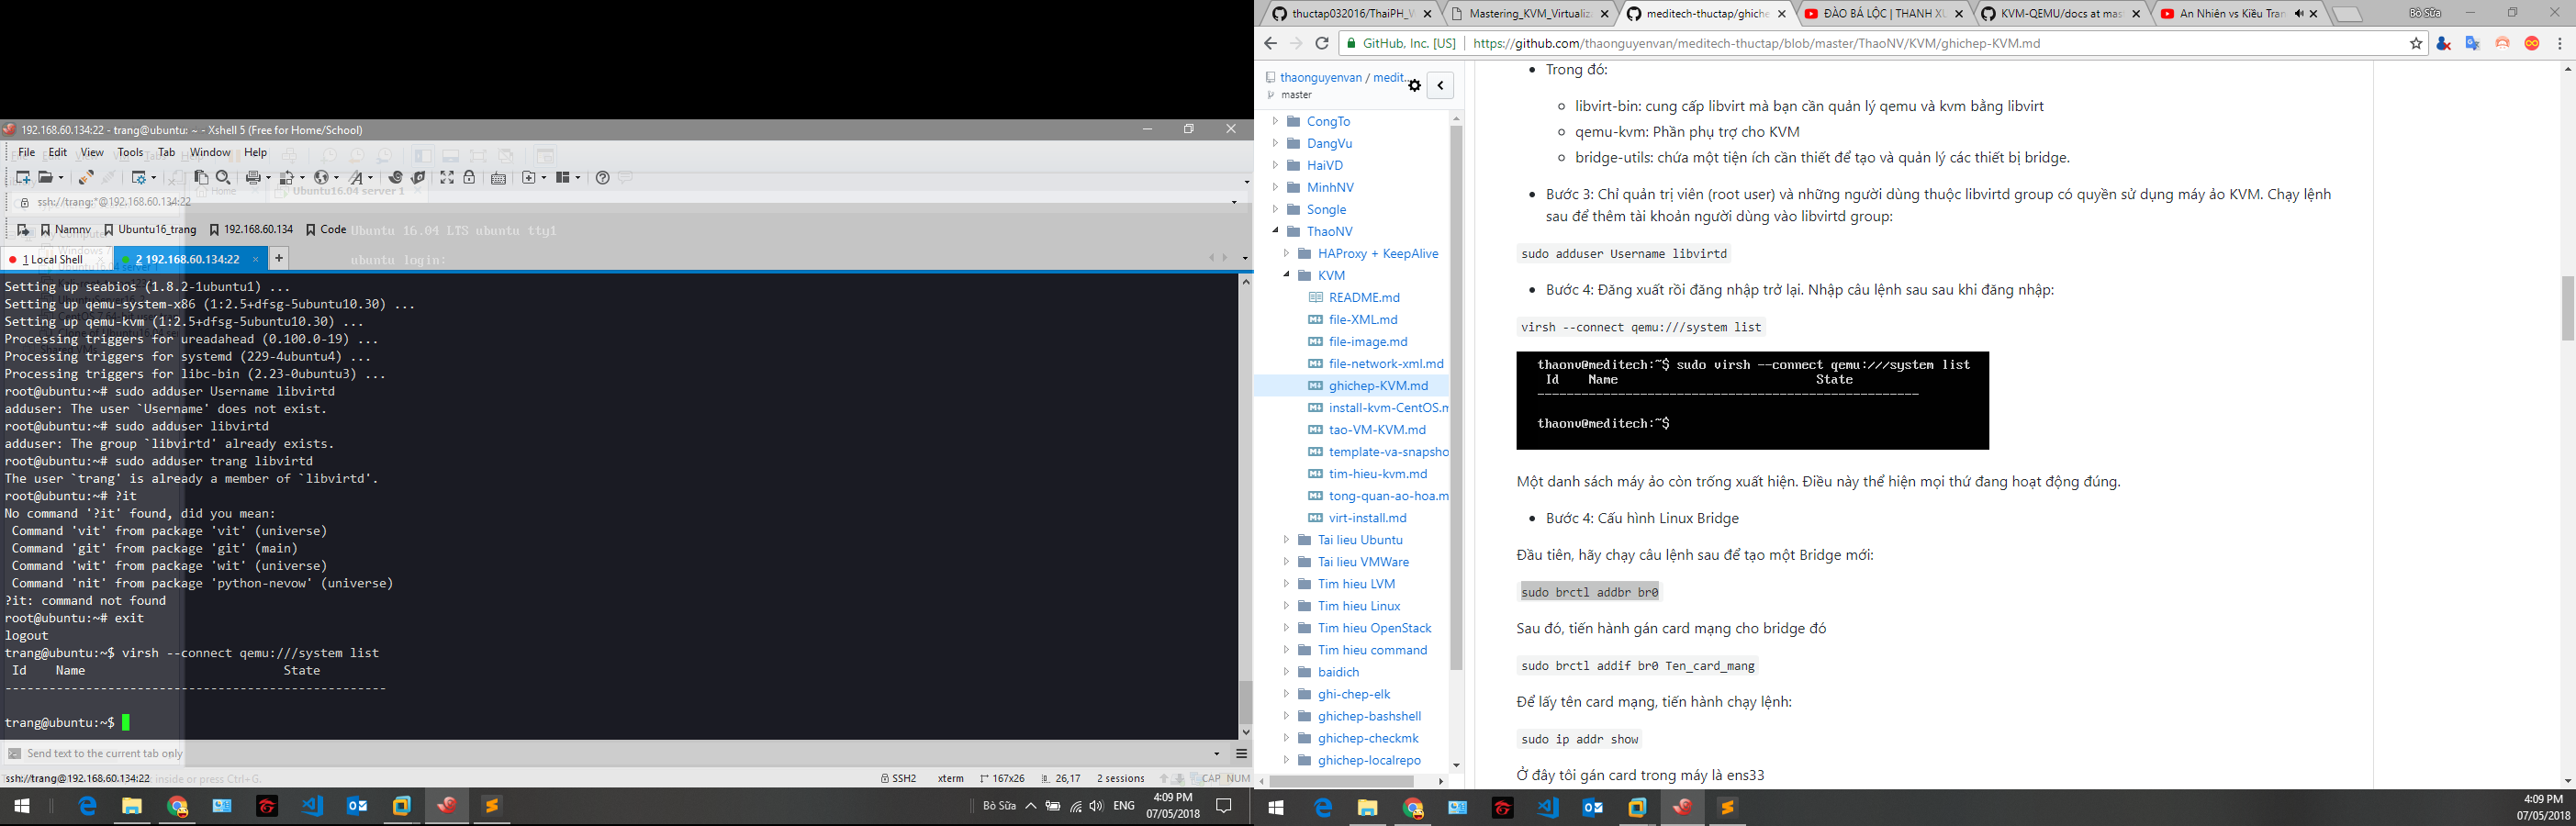 192.168.60.134:22 - trang@ubuntu: ~ - Xshell 5 (Free for Home/School)
File Edit View Tools Tab Window Help
Home Ubuntu16.04 server 1
ssh://trang:*@192.168.60.134:22
Namnv Ubuntu16_trang 192.168.60.134 Code
Ubuntu 16.04 LTS ubuntu tty1
1 Local Shell 2 192.168.60.134:22 +
ubuntu login:
Setting up seabios (1.8.2-1ubuntu1) ...
Setting up qemu-system-x86 (1:2.5+dfsg-5ubuntu10.30) ...
Setting up qemu-kvm (1:2.5+dfsg-5ubuntu10.30) ...
Processing triggers for ureadahead (0.100.0-19) ...
Processing triggers for systemd (229-4ubuntu4) ...
Processing triggers for libc-bin (2.23-0ubuntu3) ...
root@ubuntu:~# sudo adduser Username libvirtd
adduser: The user `Username' does not exist.
root@ubuntu:~# sudo adduser libvirtd
adduser: The group `libvirtd' already exists.
root@ubuntu:~# sudo adduser trang libvirtd
The user `trang' is already a member of `libvirtd'.
root@ubuntu:~# ?it
No command '?it' found, did you mean:
Command 'vit' from package 'vit' (universe)
Command 'git' from package 'git' (main)
Command 'wit' from package 'wit' (universe)
Command 'nit' from package 'python-nevow' (universe)
?it: command not found
root@ubuntu:~# exit
logout
trang@ubuntu:~$ virsh --connect qemu:///system list
Id Name State
----------------------------------------------------
trang@ubuntu:~$
Send text to the current tab only
ssh://trang@192.168.60.134:22 inside or press Ctrl+G.
SSH2 xterm 167x26 26,17 2 sessions CAP NUM
Bò Sữa ENG 4:09 PM
07/05/2018
thuctap032016/ThaiPH_V Mastering_KVM_Virtualiz meditech-thuctap/ghiche ĐÀO BÁ LỘC | THANH XU KVM-QEMU/docs at mas An Nhiên vs Kiều Tran Bò Sữa
GitHub, Inc. [US] https://github.com/thaonguyenvan/meditech-thuctap/blob/master/ThaoNV/KVM/ghichep-KVM.md
thaonguyenvan / medit...
master
CongTo
DangVu
HaiVD
MinhNV
Songle
ThaoNV
HAProxy + KeepAlive
KVM
README.md
file-XML.md
file-image.md
file-network-xml.md
ghichep-KVM.md
install-kvm-CentOS.m
tao-VM-KVM.md
template-va-snapsho
tim-hieu-kvm.md
tong-quan-ao-hoa.m
virt-install.md
Tai lieu Ubuntu
Tai lieu VMWare
Tim hieu LVM
Tim hieu Linux
Tim hieu OpenStack
Tim hieu command
baidich
ghi-chep-elk
ghichep-bashshell
ghichep-checkmk
ghichep-localrepo
Trong đó:
libvirt-bin: cung cấp libvirt mà bạn cần quản lý qemu và kvm bằng libvirt
qemu-kvm: Phần phụ trợ cho KVM
bridge-utils: chứa một tiện ích cần thiết để tạo và quản lý các thiết bị bridge.
Bước 3: Chỉ quản trị viên (root user) và những người dùng thuộc libvirtd group có quyền sử dụng máy ảo KVM. Chạy lệnh
sau để thêm tài khoản người dùng vào libvirtd group:
sudo adduser Username libvirtd
Bước 4: Đăng xuất rồi đăng nhập trở lại. Nhập câu lệnh sau sau khi đăng nhập:
virsh --connect qemu:///system list
thaonv@meditech:~$ sudo virsh --connect qemu:///system list
Id Name State
----------------------------------------------------
thaonv@meditech:~$
Một danh sách máy ảo còn trống xuất hiện. Điều này thể hiện mọi thứ đang hoạt động đúng.
Bước 4: Cấu hình Linux Bridge
Đầu tiên, hãy chạy câu lệnh sau để tạo một Bridge mới:
sudo brctl addbr br0
Sau đó, tiến hành gán card mạng cho bridge đó
sudo brctl addif br0 Ten_card_mang
Để lấy tên card mạng, tiến hành chạy lệnh:
sudo ip addr show
Ở đây tôi gán card trong máy là ens33
4:09 PM
07/05/2018